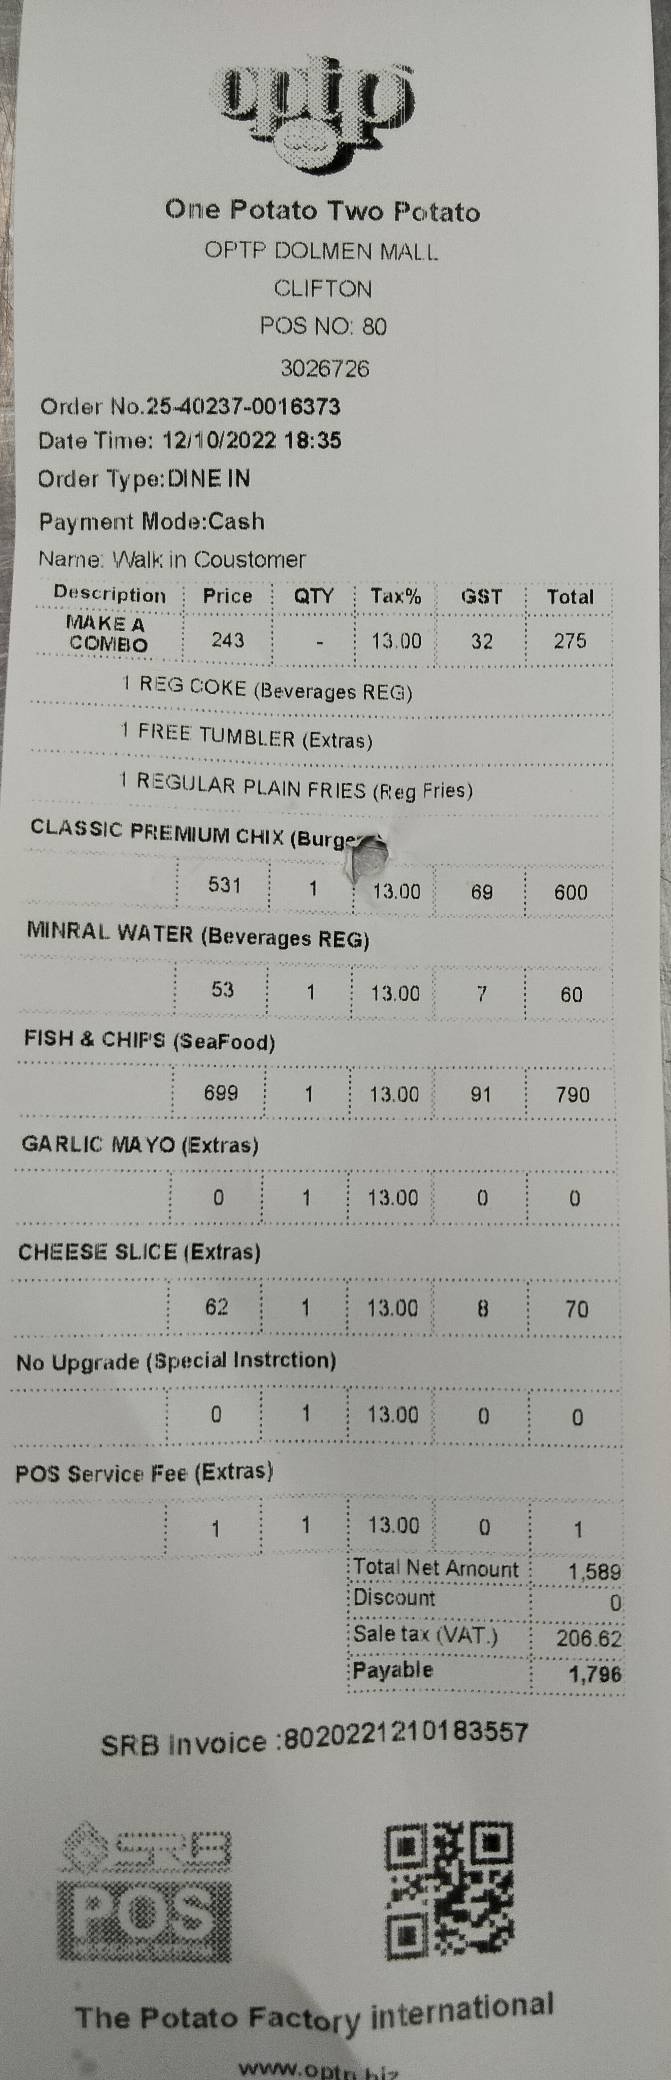 optp
One Potato Two Potato
OPTP DOLMEN MALL
CLIFTON
POS NO: 80
3026726
Order No.25-40237-0016373
Date Time: 12/10/2022 18:35
Order Type:DINE IN
Payment Mode:Cash
Name: Walk in Coustomer
Description Price QTY Tax% GST Total
MAKE A
COMBO 243 - 13.00 32 275
1 REG COKE (Beverages REG)
1 FREE TUMBLER (Extras)
1 REGULAR PLAIN FRIES (Reg Fries)
CLASSIC PREMIUM CHIX
531 1 13.00 69 600
MINRAL WATER (Beverages REG)
53 1 13.00 7 60
FISH & CHIPS (SeaFood)
699 1 13.00 91 790
GARLIC MAYO (Extras)
0 1 13.00 0 0
CHEESE SLICE (Extras)
62 1 13.00 8 70
No Upgrade (Special Instrction)
0 1 13.00 0 0
POS Service Fee (Extras)
1 1 13.00 0 1
Total Net Amount 1,589
Discount 0
Sale tax (VAT.) 206.62
Payable 1,796
SRB Invoice :8020221210183557
SRB
POS
The Potato Factory international